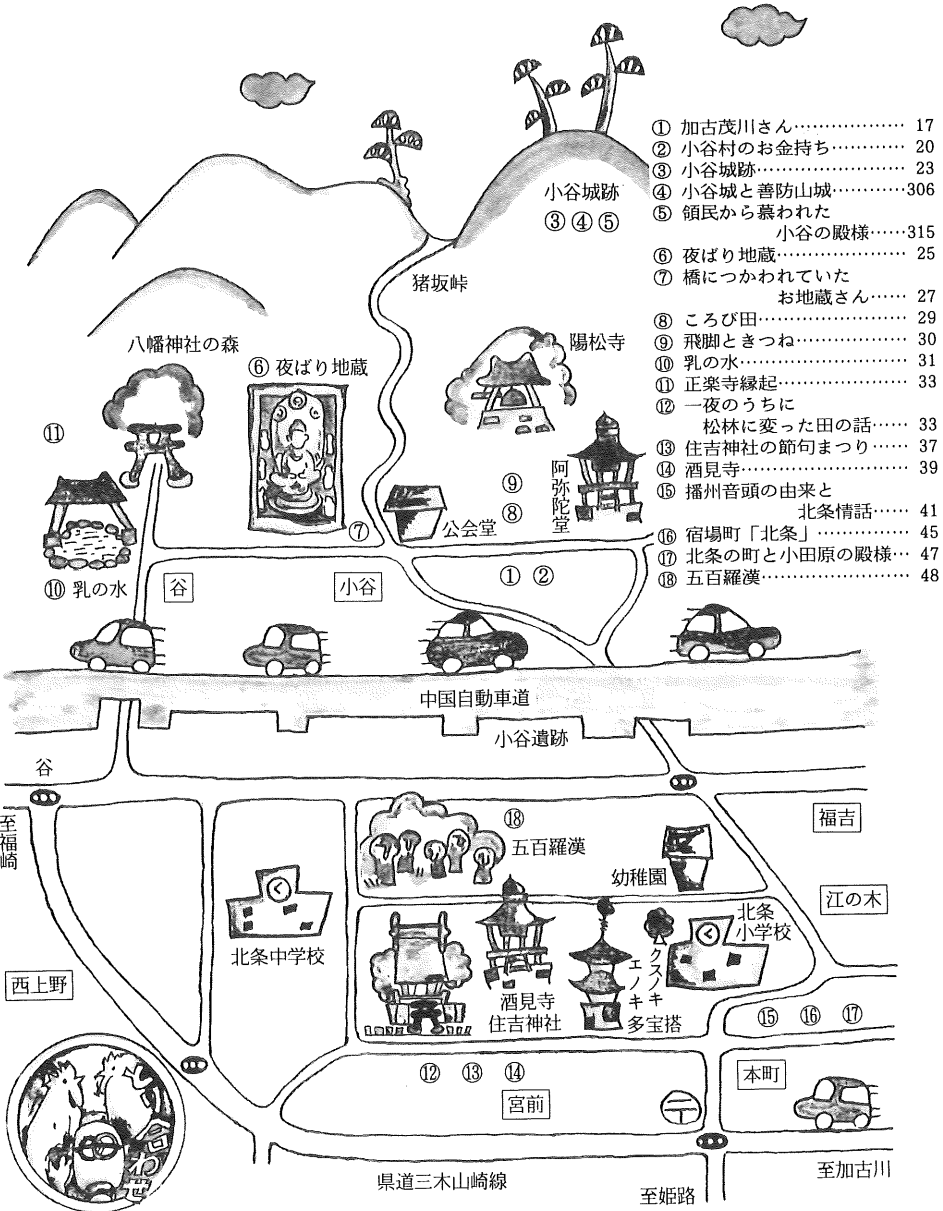 ① 加古茂川さん……………… 17
② 小谷村のお金持ち………… 20
③ 小谷城跡…………………… 23
④ 小谷城と善防山城…………306
⑤ 領民から慕われた
小谷の殿様……315
⑥ 夜ばり地蔵………………… 25
⑦ 橋につかわれていた
お地蔵さん…… 27
⑧ ころび田…………………… 29
⑨ 飛脚ときつね……………… 30
⑩ 乳の水……………………… 31
⑪ 正楽寺縁起………………… 33
⑫ 一夜のうちに
松林に変った田の話…… 33
⑬ 住吉神社の節句まつり…… 37
⑭ 酒見寺……………………… 39
⑮ 播州音頭の由来と
北条情話…… 41
⑯ 宿場町「北条」…………… 45
⑰ 北条の町と小田原の殿様… 47
⑱ 五百羅漢…………………… 48
小谷城跡
③ ④ ⑤
猪坂峠
八幡神社の森
⑥ 夜ばり地蔵
陽松寺
⑪
阿弥陀堂
⑨
⑧
⑦
公会堂
⑩ 乳の水
谷
小谷
① ②
中国自動車道
小谷遺跡
谷
至福崎
⑱
五百羅漢
幼稚園
福吉
江の木
北条中学校
西上野
酒見寺
住吉神社
エノキ
クスノキ
多宝搭
北条
小学校
⑮ ⑯ ⑰
⑫ ⑬ ⑭
宮前
〒
本町
合わせ
県道三木山崎線
至姫路
至加古川